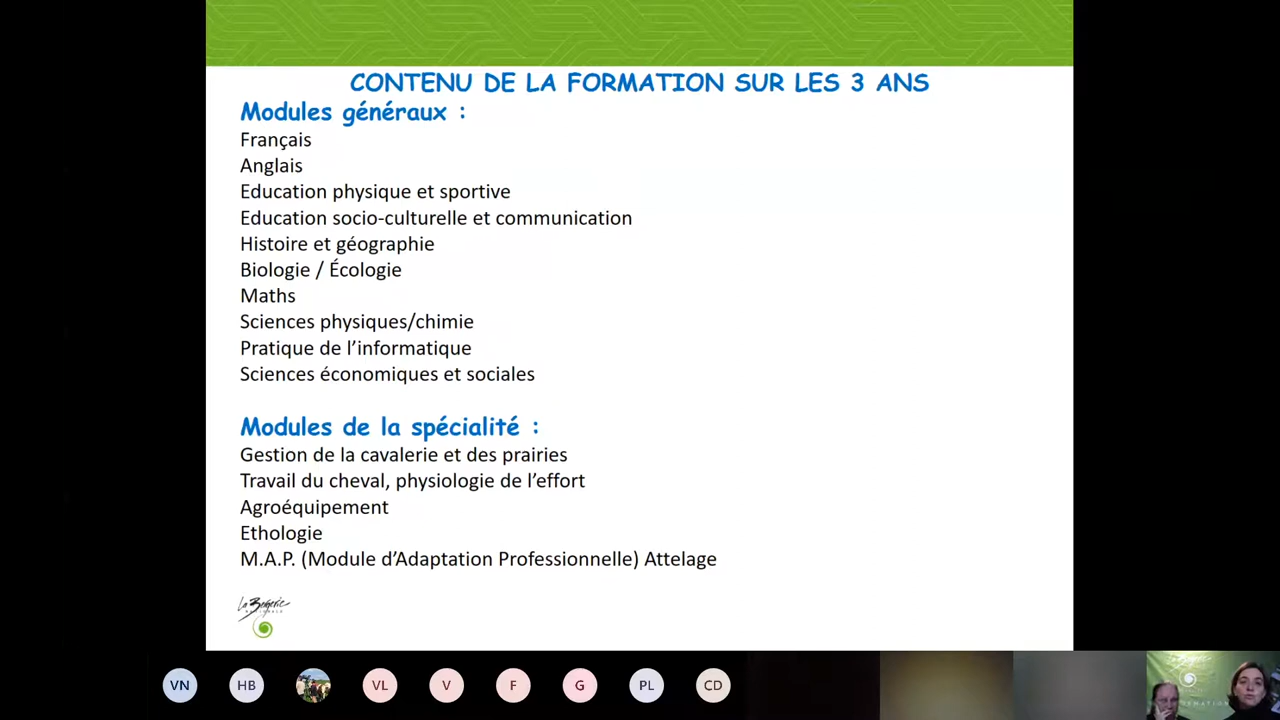 CONTENU DE LA FORMATION SUR LES 3 ANS
Modules généraux :
Français
Anglais
Education physique et sportive
Education socio-culturelle et communication
Histoire et géographie
Biologie / Écologie
Maths
Sciences physiques/chimie
Pratique de l’informatique
Sciences économiques et sociales
Modules de la spécialité :
Gestion de la cavalerie et des prairies
Travail du cheval, physiologie de l’effort
Agroéquipement
Ethologie
M.A.P. (Module d’Adaptation Professionnelle) Attelage
La Bergerie
NATIONALE
VN HB VL V F G PL CD